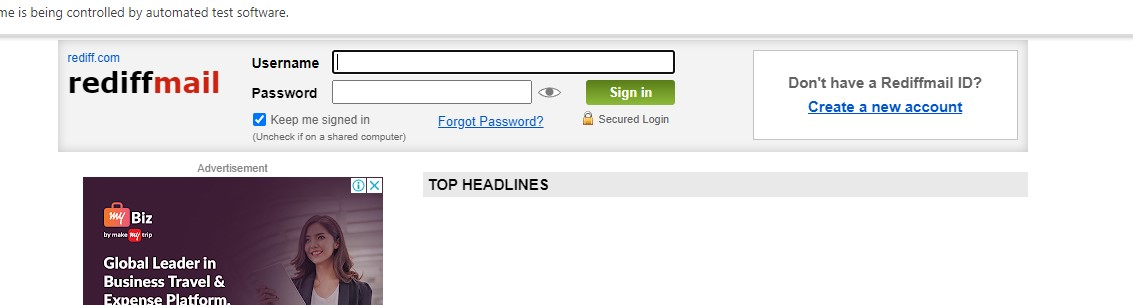 me is being controlled by automated test software.
rediff.com
rediffmail
Username
Password
Sign in
Keep me signed in
(Uncheck if on a shared computer)
Forgot Password?
Secured Login
Don't have a Rediffmail ID?
Create a new account
Advertisement
TOP HEADLINES
my Biz
by make my trip
Global Leader in
Business Travel &
Expense Platform.